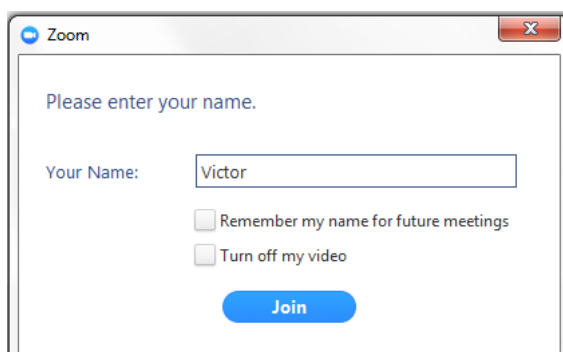 Zoom
Please enter your name.
Your Name: Victor
Remember my name for future meetings
Turn off my video
Join